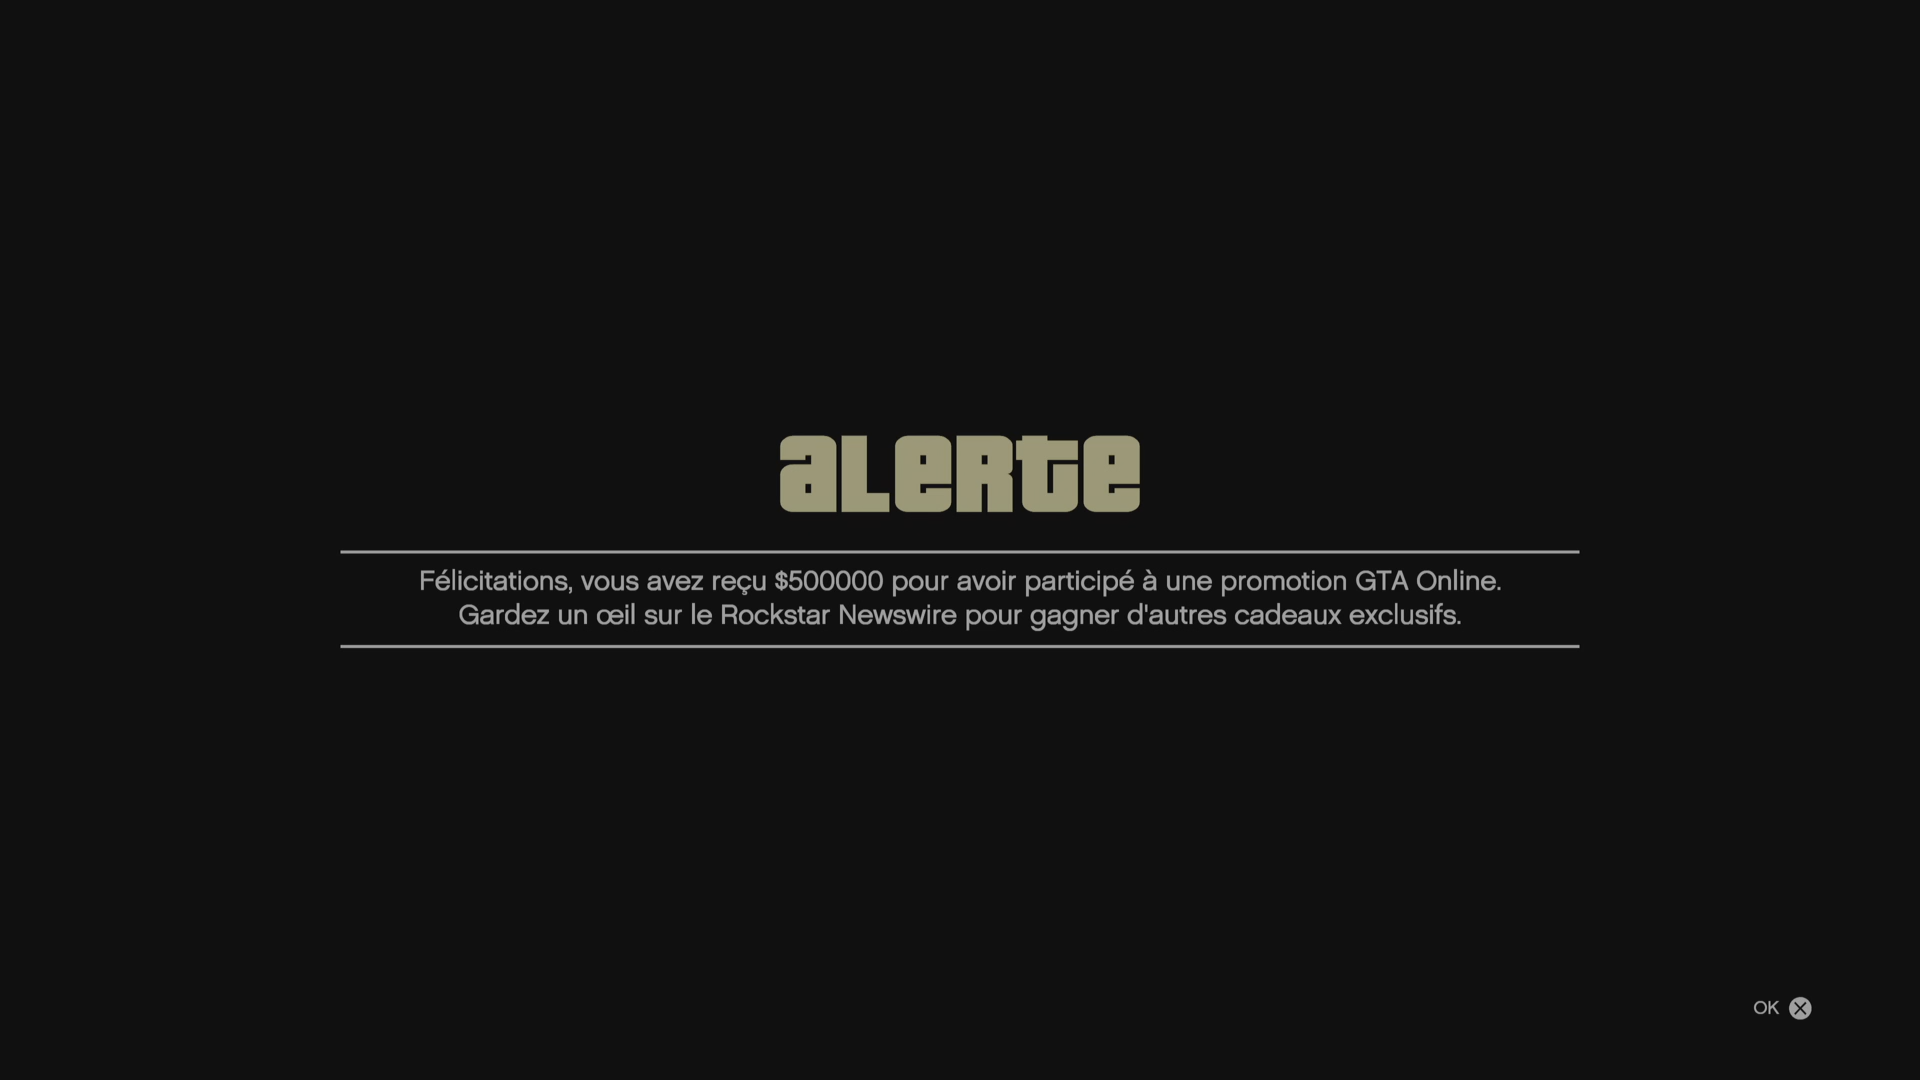 ALERTE
Félicitations, vous avez reçu $500000 pour avoir participé à une promotion GTA Online.
Gardez un œil sur le Rockstar Newswire pour gagner d'autres cadeaux exclusifs.
OK